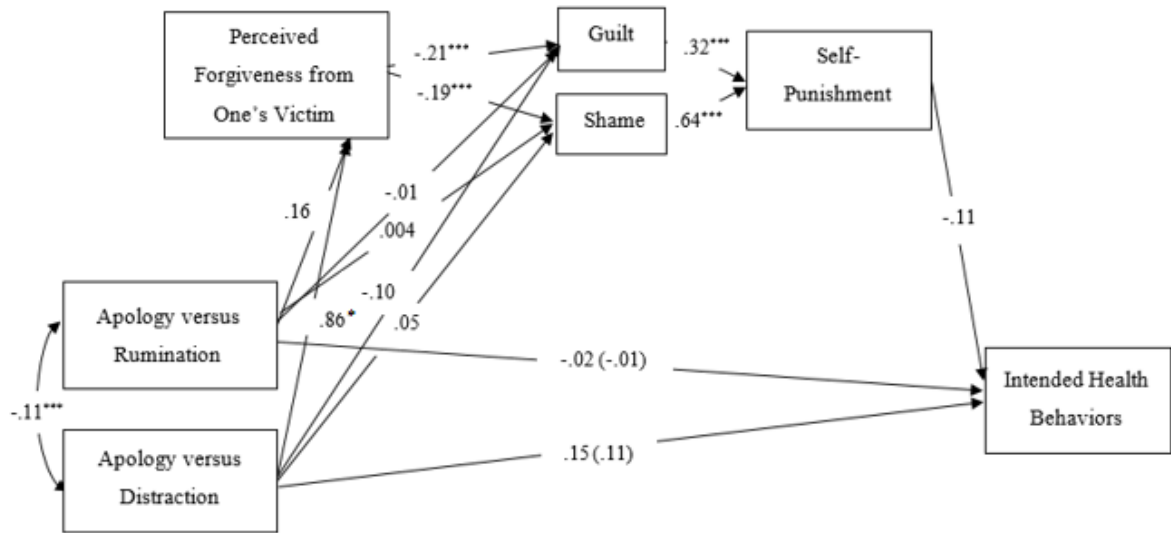 Perceived
Forgiveness from
One's Victim
-.21***
-.19***
Guilt
Shame
.32***
.64***
Self-
Punishment
-.01
.16
.004
-.11
-.10
.86*
.05
Apology versus
Rumination
-.02 (-.01)
Intended Health
Behaviors
-.11***
Apology versus
Distraction
.15 (.11)